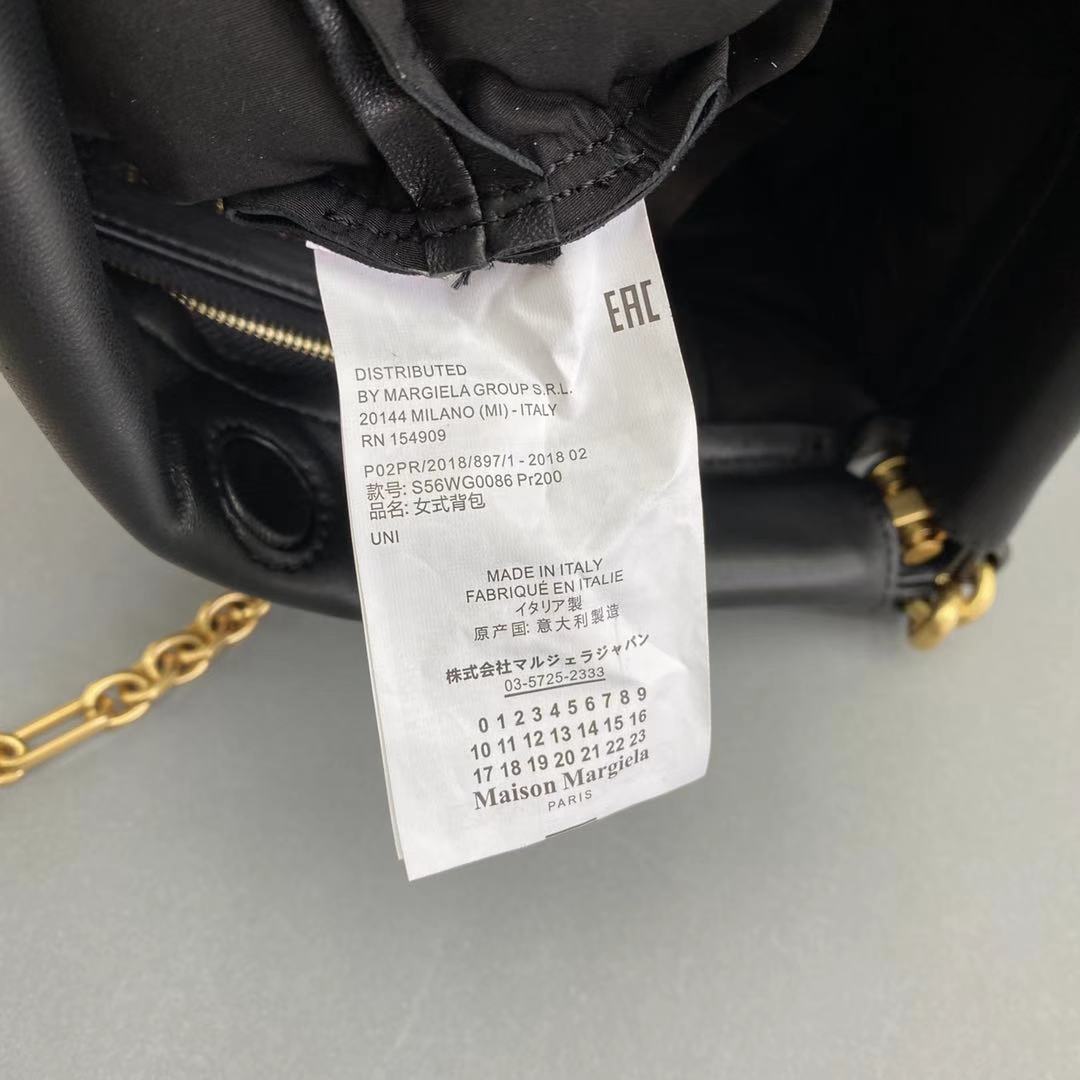 EAC
DISTRIBUTED
BY MARGIELA GROUP S.R.L.
20144 MILANO (MI) - ITALY
RN 154909
P02PR/2018/897/1 - 2018 02
款号: S56WG0086 Pr200
品名: 女式背包
UNI
MADE IN ITALY
FABRIQUÉ EN ITALIE
イタリア製
原产国: 意大利製造
株式会社マルジェラジャパン
03-5725-2333
0 1 2 3 4 5 6 7 8 9
10 11 12 13 14 15 16
17 18 19 20 21 22 23
Maison Margiela
PARIS